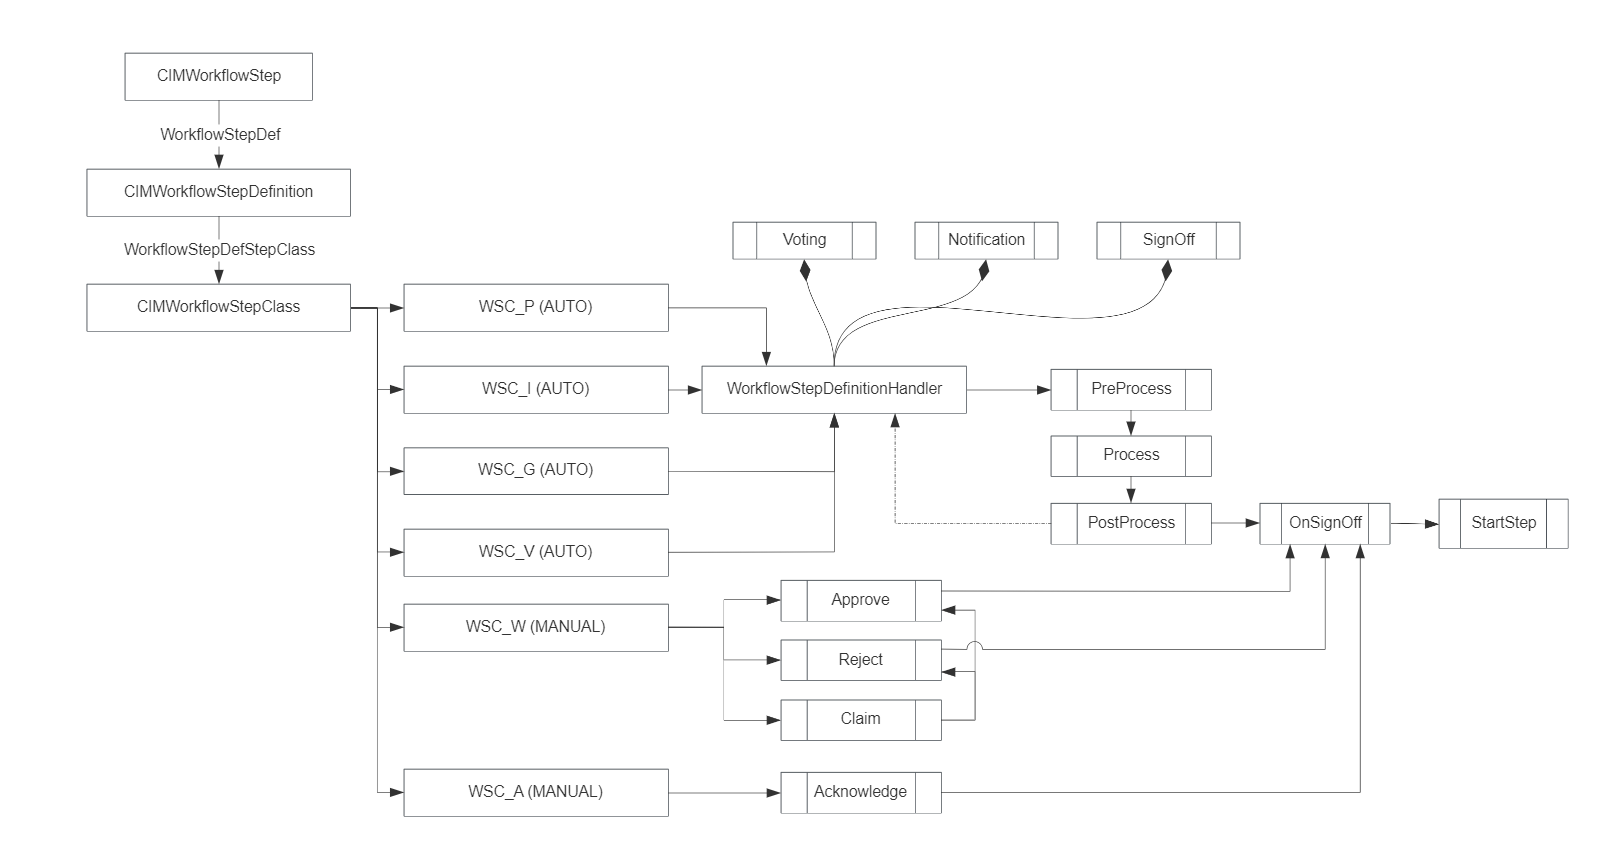 CIMWorkflowStep
WorkflowStepDef
CIMWorkflowStepDefinition
WorkflowStepDefStepClass
CIMWorkflowStepClass
WSC_P (AUTO)
WSC_I (AUTO)
WSC_G (AUTO)
WSC_V (AUTO)
WSC_W (MANUAL)
WSC_A (MANUAL)
Voting
Notification
SignOff
WorkflowStepDefinitionHandler
PreProcess
Process
PostProcess
OnSignOff
StartStep
Approve
Reject
Claim
Acknowledge